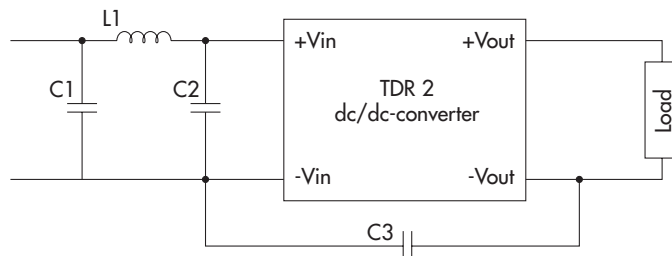 L1
+Vin
+Vout
C1
C2
TDR 2
dc/dc-converter
Load
-Vin
-Vout
C3